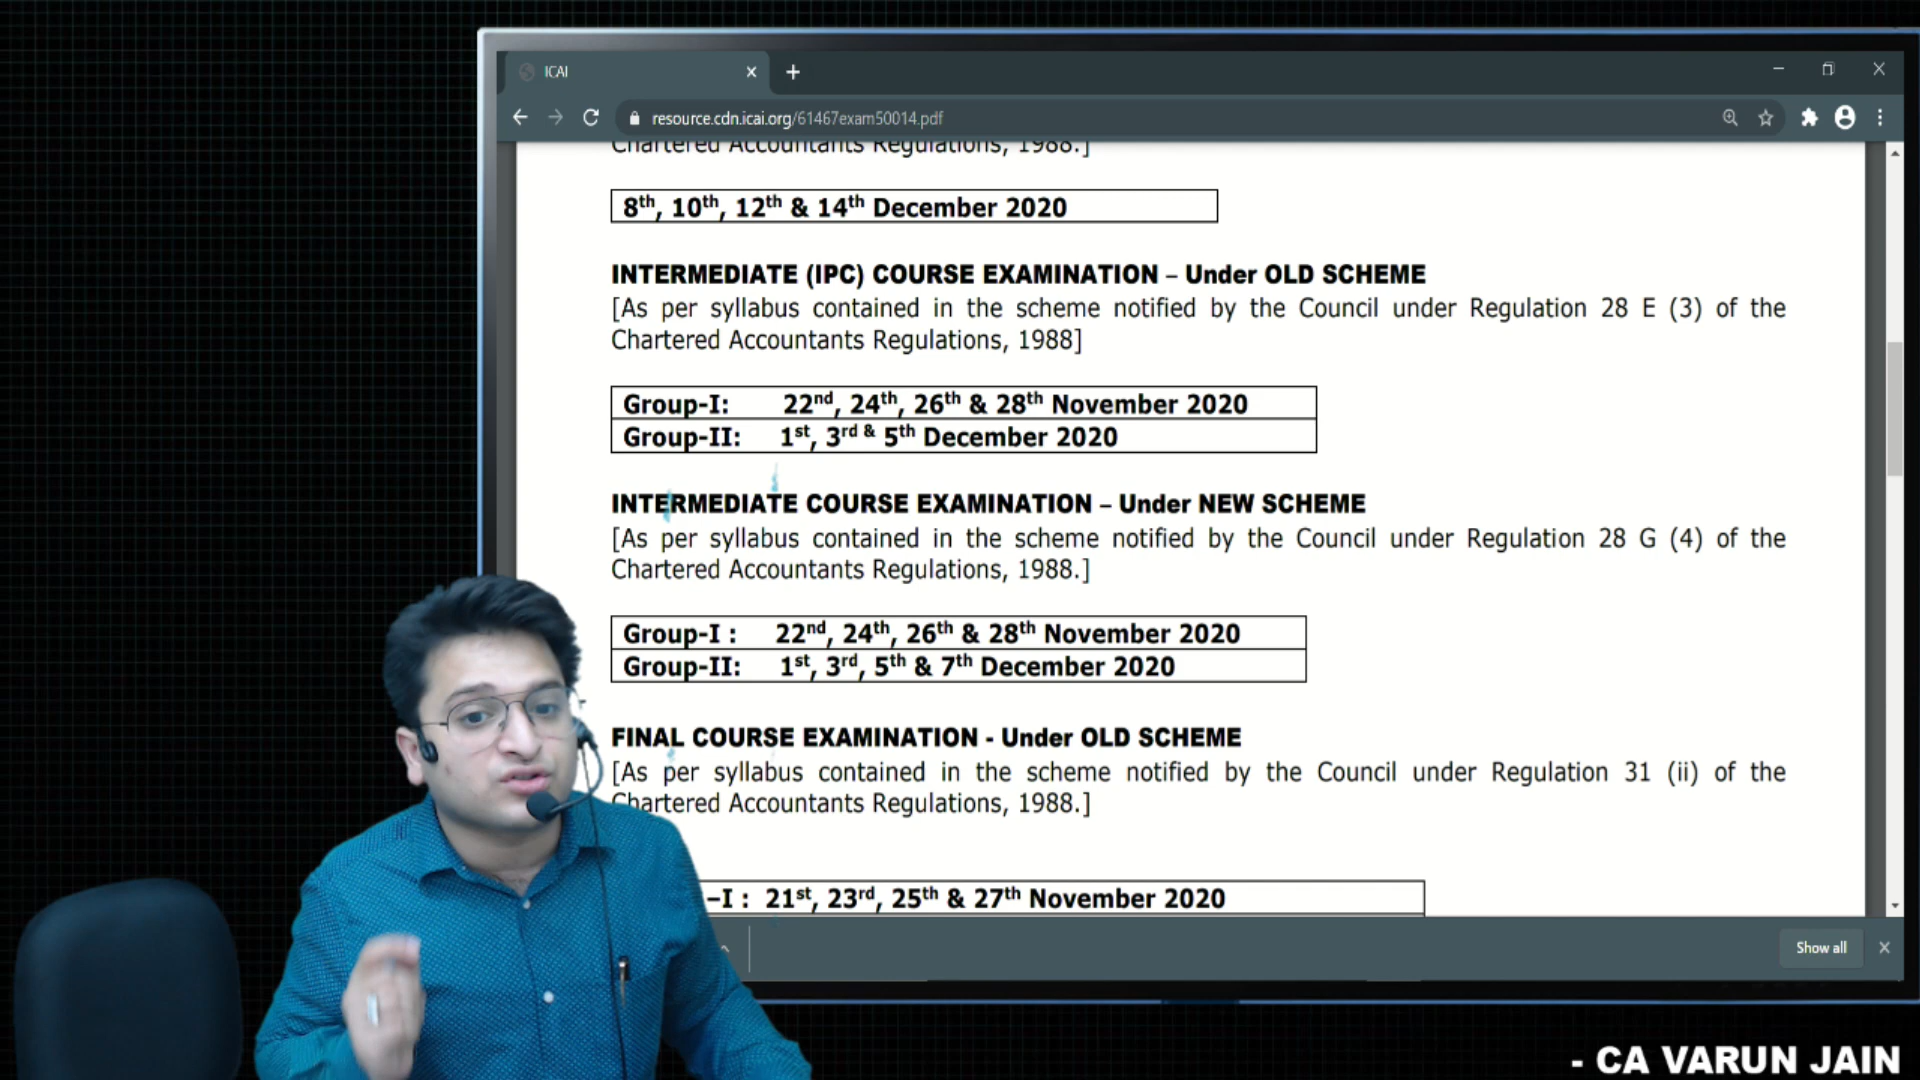 ICAI
resource.cdn.icai.org/61467exam50014.pdf
Chartered Accountants Regulations, 1988.]
8th, 10th, 12th & 14th December 2020
INTERMEDIATE (IPC) COURSE EXAMINATION – Under OLD SCHEME
[As per syllabus contained in the scheme notified by the Council under Regulation 28 E (3) of the
Chartered Accountants Regulations, 1988]
Group-I: 22nd, 24th, 26th & 28th November 2020
Group-II: 1st, 3rd & 5th December 2020
INTERMEDIATE COURSE EXAMINATION – Under NEW SCHEME
[As per syllabus contained in the scheme notified by the Council under Regulation 28 G (4) of the
Chartered Accountants Regulations, 1988.]
Group-I : 22nd, 24th, 26th & 28th November 2020
Group-II: 1st, 3rd, 5th & 7th December 2020
FINAL COURSE EXAMINATION - Under OLD SCHEME
[As per syllabus contained in the scheme notified by the Council under Regulation 31 (ii) of the
Chartered Accountants Regulations, 1988.]
–I : 21st, 23rd, 25th & 27th November 2020
Show all
- CA VARUN JAIN